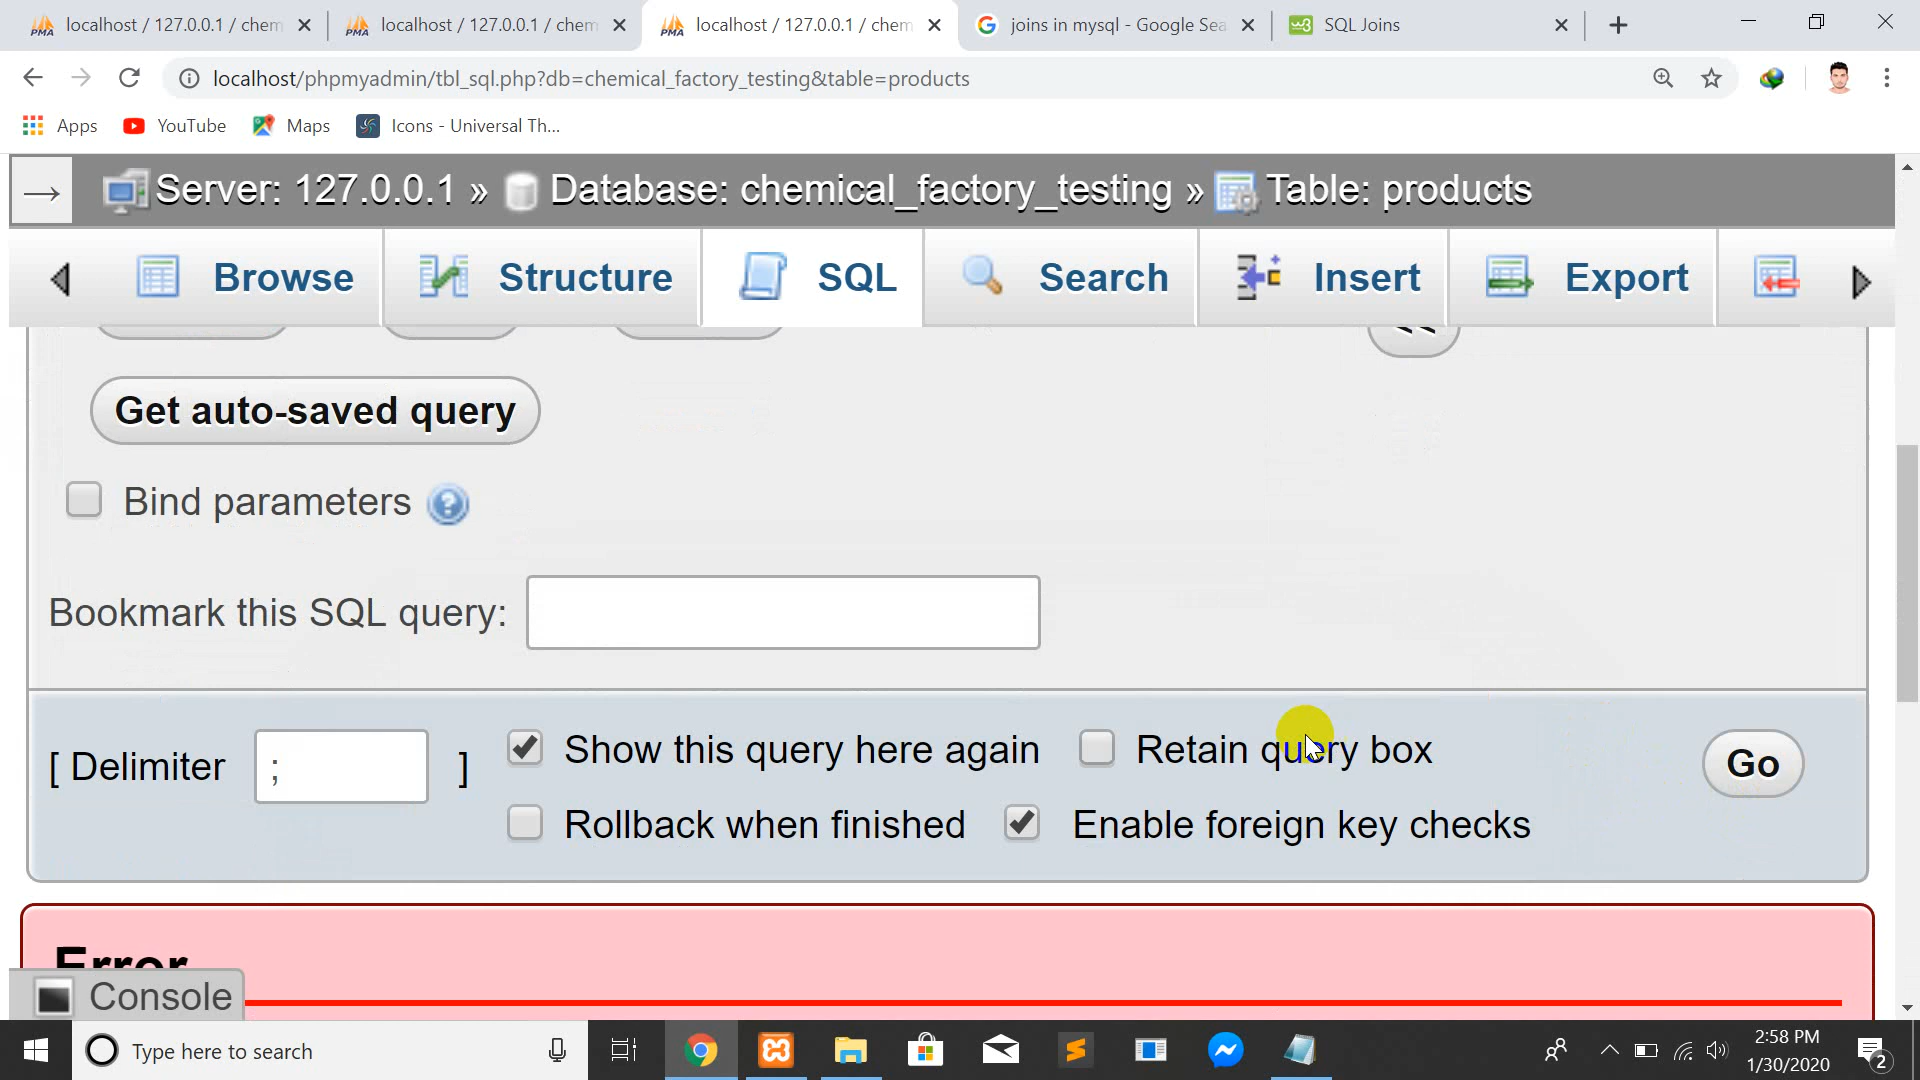 localhost / 127.0.0.1 / chem
localhost / 127.0.0.1 / chem
localhost / 127.0.0.1 / chem
joins in mysql - Google Sea
SQL Joins
localhost/phpmyadmin/tbl_sql.php?db=chemical_factory_testing&table=products
Apps
YouTube
Maps
Icons - Universal Th...
Server: 127.0.0.1 » Database: chemical_factory_testing » Table: products
Browse
Structure
SQL
Search
Insert
Export
<<
Get auto-saved query
Bind parameters
Bookmark this SQL query:
[ Delimiter ; ]
Show this query here again
Retain query box
Go
Rollback when finished
Enable foreign key checks
Error
Console
Type here to search
2:58 PM
1/30/2020
2